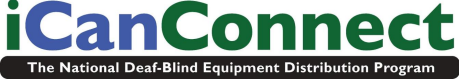 iCanConnect
The National Deaf-Blind Equipment Distribution Program